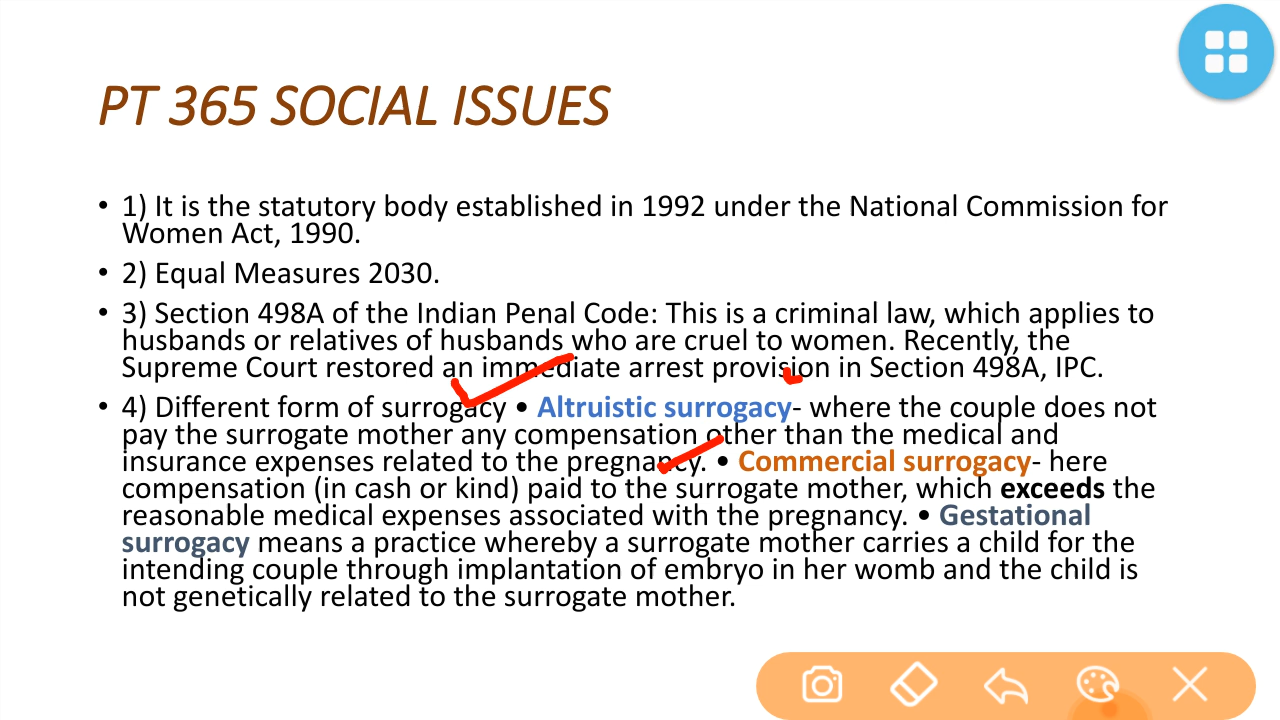 PT 365 SOCIAL ISSUES
• 1) It is the statutory body established in 1992 under the National Commission for
Women Act, 1990.
• 2) Equal Measures 2030.
• 3) Section 498A of the Indian Penal Code: This is a criminal law, which applies to
husbands or relatives of husbands who are cruel to women. Recently, the
Supreme Court restored an immediate arrest provision in Section 498A, IPC.
• 4) Different form of surrogacy • Altruistic surrogacy- where the couple does not
pay the surrogate mother any compensation other than the medical and
insurance expenses related to the pregnancy. • Commercial surrogacy- here
compensation (in cash or kind) paid to the surrogate mother, which exceeds the
reasonable medical expenses associated with the pregnancy. • Gestational
surrogacy means a practice whereby a surrogate mother carries a child for the
intending couple through implantation of embryo in her womb and the child is
not genetically related to the surrogate mother.